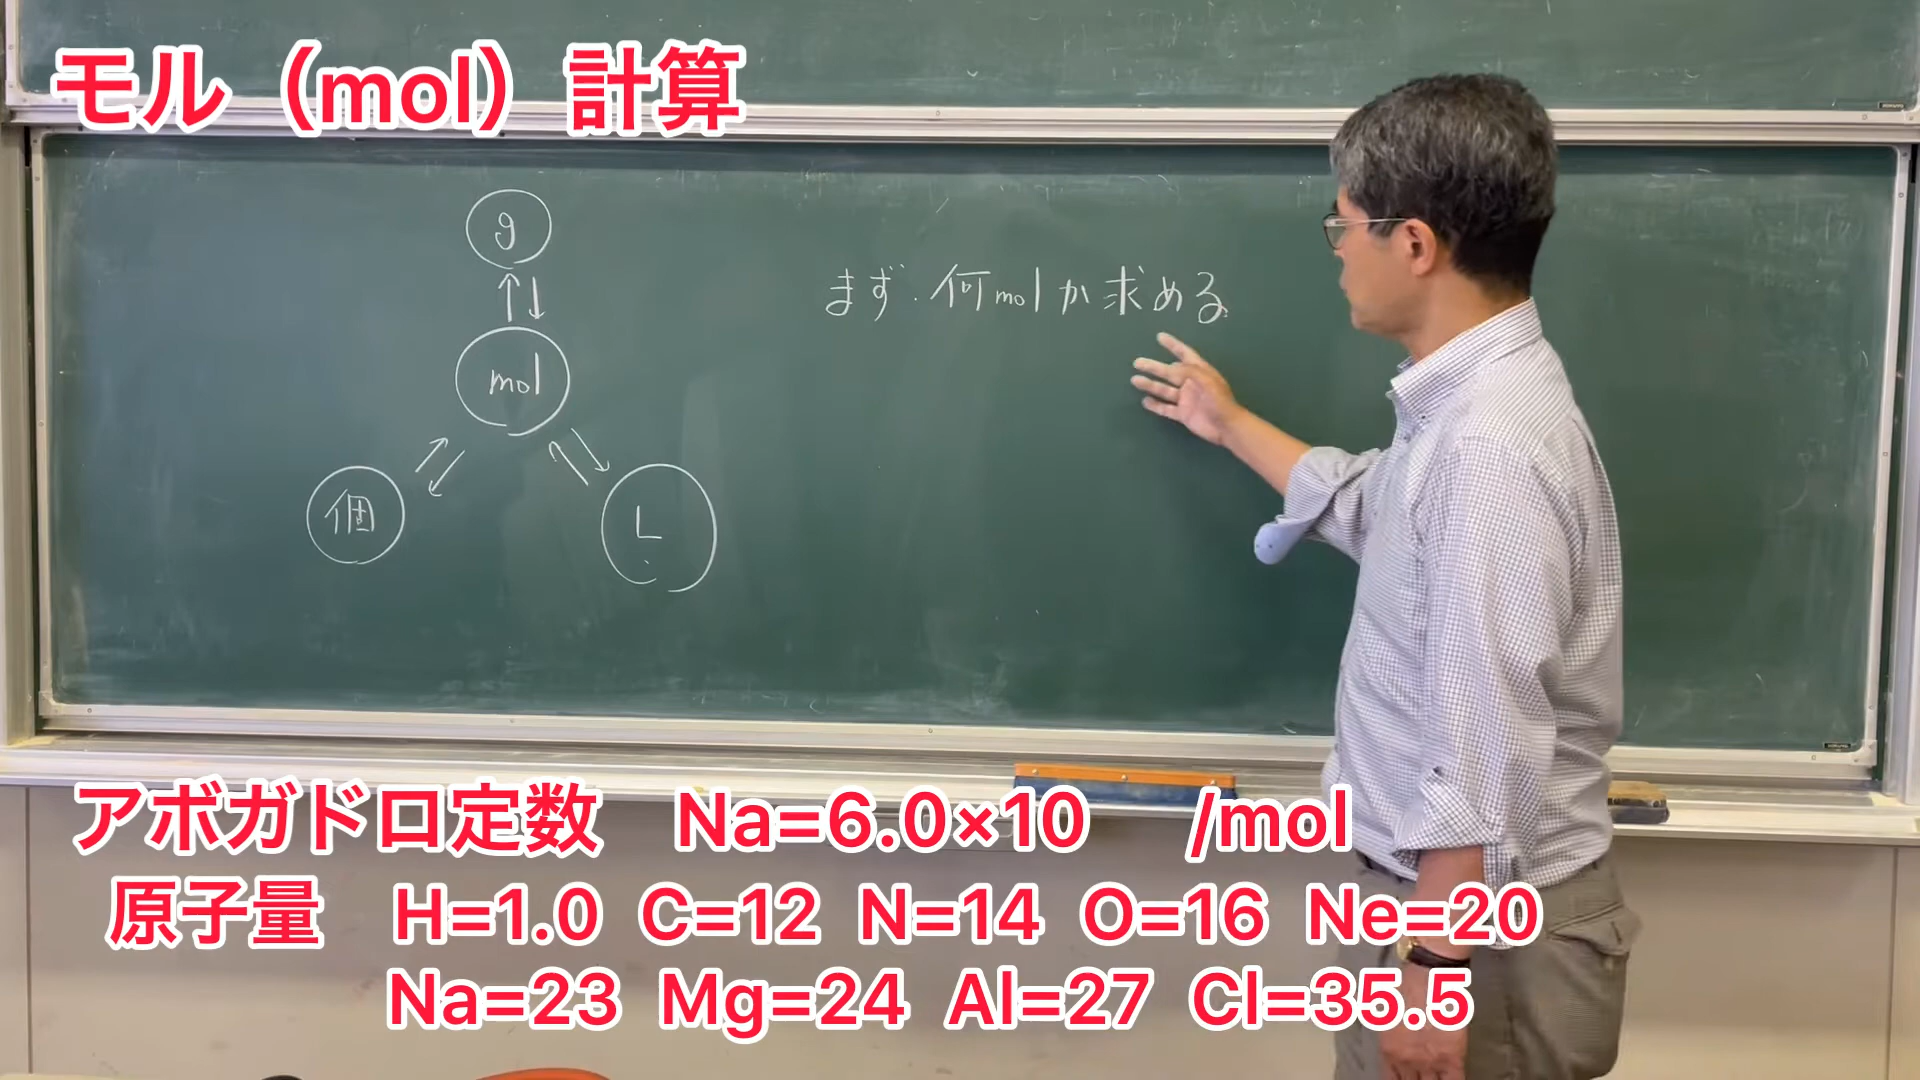 モル（mol）計算
g
mol
個
L
まず.何molか求める
アボガドロ定数 Na=6.0×10 /mol
原子量 H=1.0 C=12 N=14 O=16 Ne=20
Na=23 Mg=24 Al=27 Cl=35.5